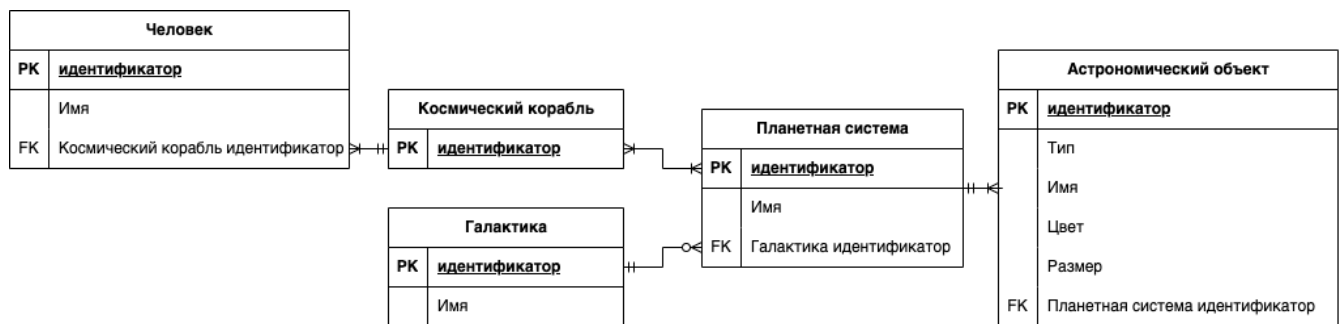 Человек
PK идентификатор
Имя
FK Космический корабль идентификатор
Космический корабль
PK идентификатор
Галактика
PK идентификатор
Имя
Планетная система
PK идентификатор
Имя
FK Галактика идентификатор
Астрономический объект
PK идентификатор
Тип
Имя
Цвет
Размер
FK Планетная система идентификатор